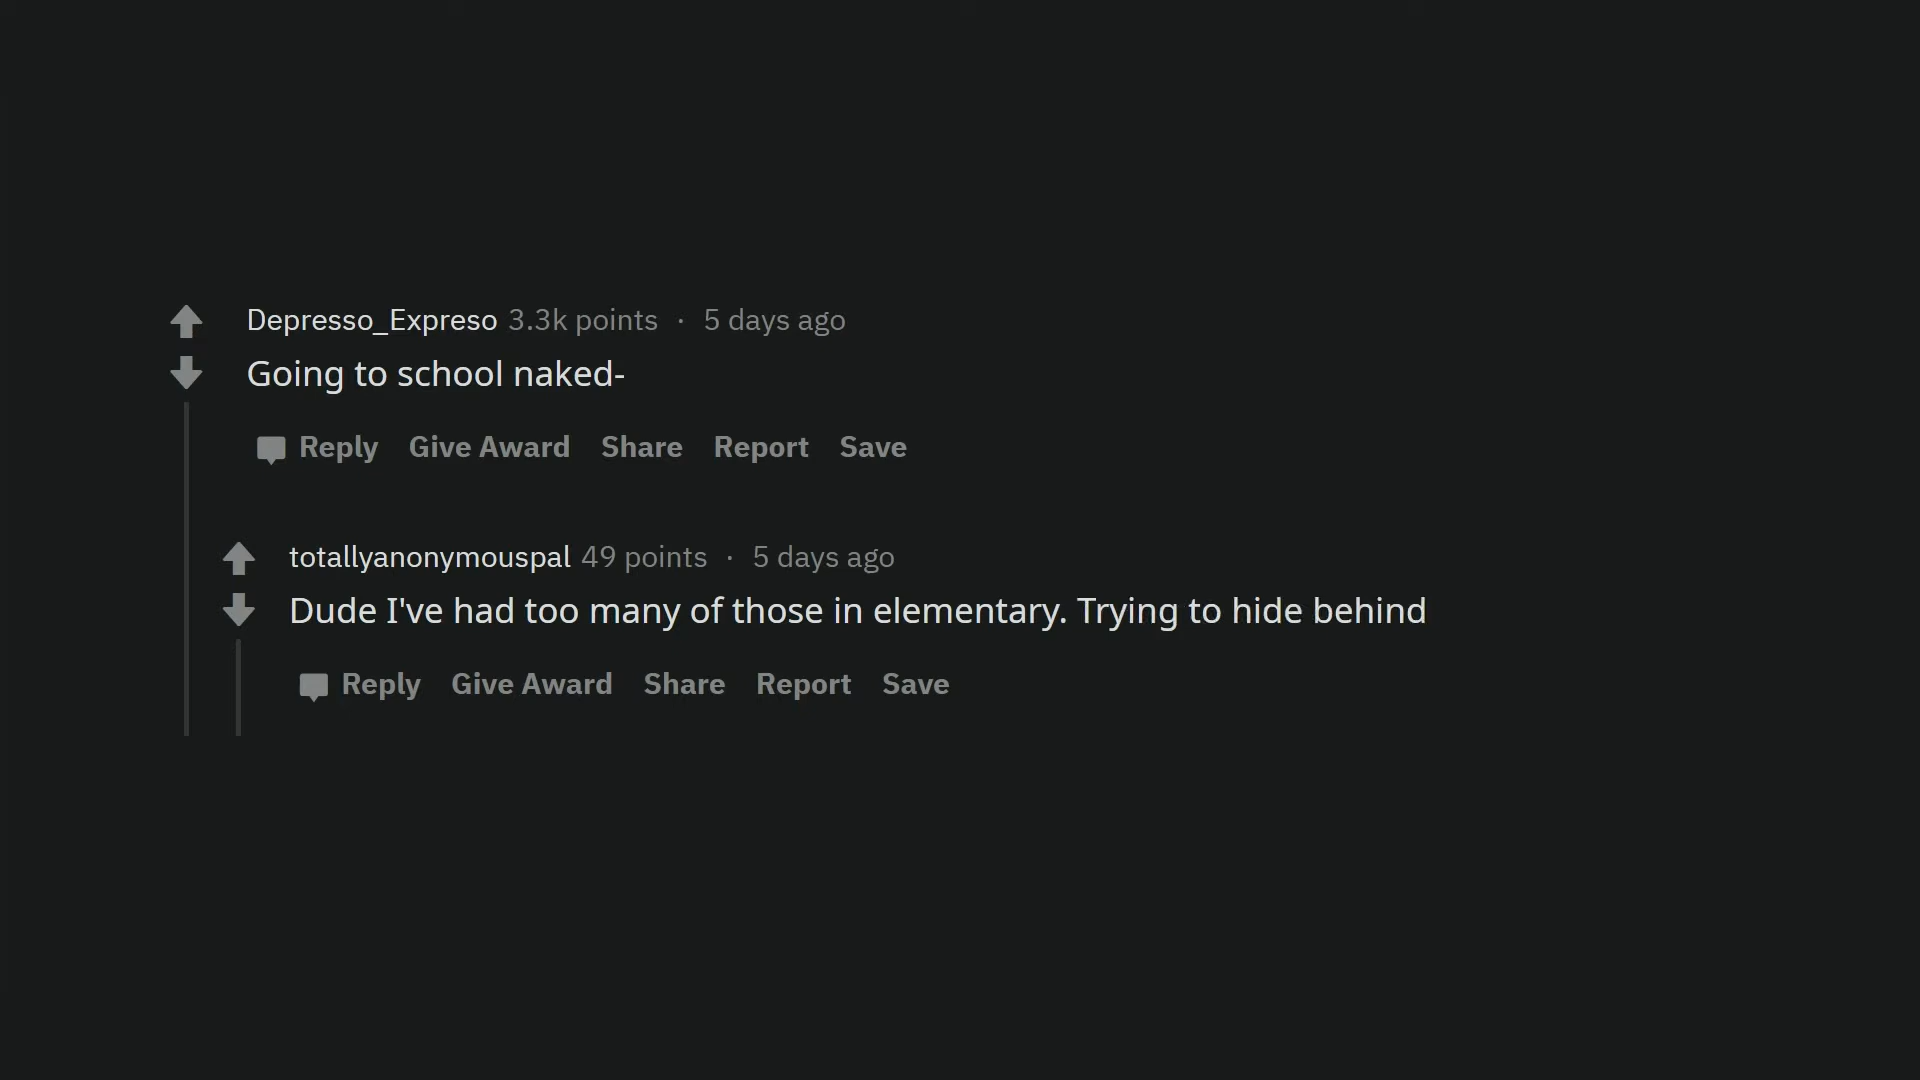 Depresso_Expreso 3.3k points · 5 days ago
Going to school naked-
Reply Give Award Share Report Save
totallyanonymouspal 49 points · 5 days ago
Dude I've had too many of those in elementary. Trying to hide behind
Reply Give Award Share Report Save